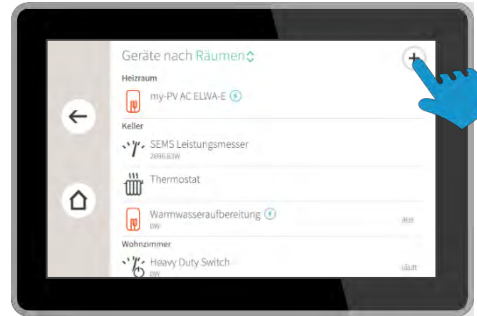 Geräte nach Räumen
Heizraum
my-PV AC ELWA-E
Keller
SEMS Leistungsmesser
Thermostat
Warmwasseraufbereitung
0W
Wohnzimmer
Heavy Duty Switch
0W